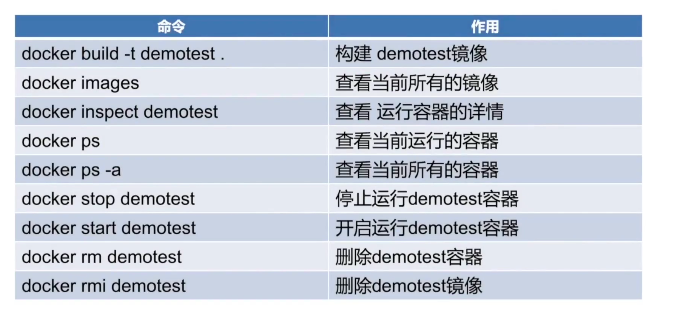 命令 作用
docker build -t demotest . 构建 demotest镜像
docker images 查看当前所有的镜像
docker inspect demotest 查看 运行容器的详情
docker ps 查看当前运行的容器
docker ps -a 查看当前所有的容器
docker stop demotest 停止运行demotest容器
docker start demotest 开启运行demotest容器
docker rm demotest 删除demotest容器
docker rmi demotest 删除demotest镜像